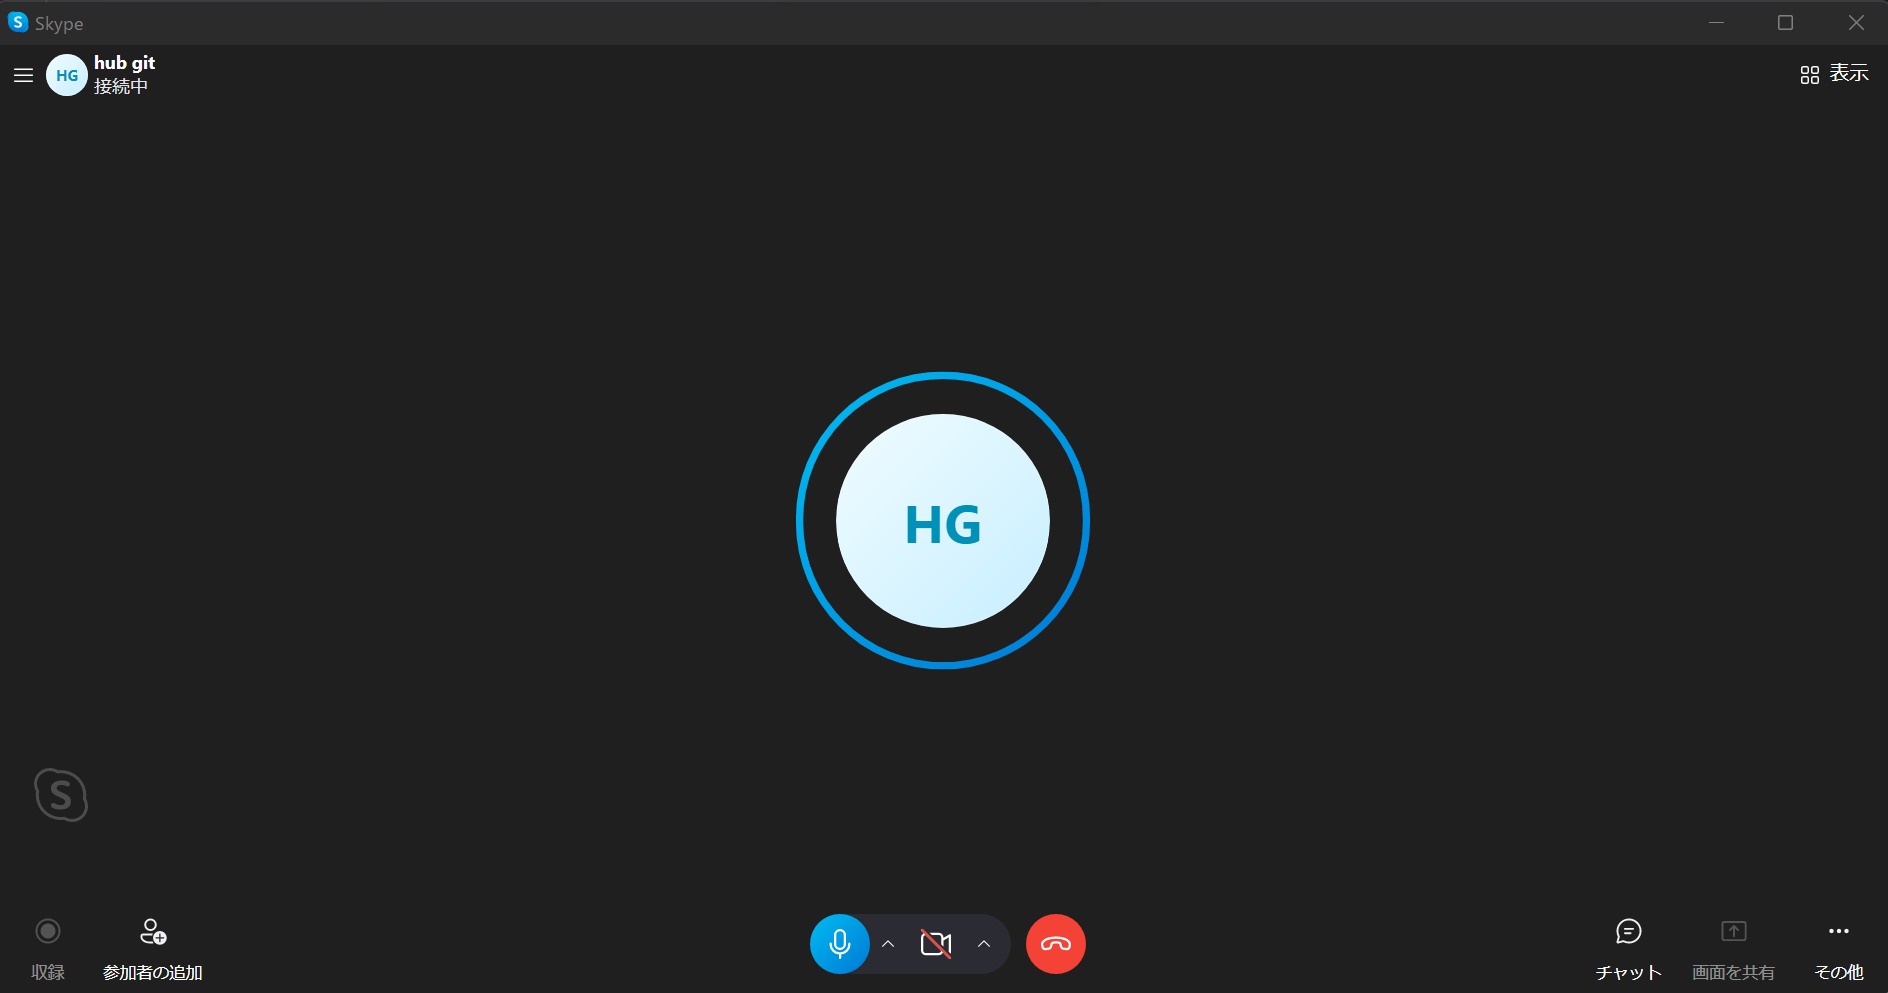 Skype
HG
hub git
接続中
表示
HG
収録
参加者の追加
チャット
画面を共有
その他